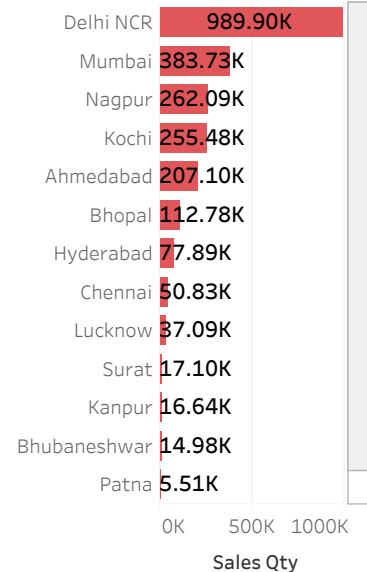 Delhi NCR 989.90K
Mumbai 383.73K
Nagpur 262.09K
Kochi 255.48K
Ahmedabad 207.10K
Bhopal 112.78K
Hyderabad 77.89K
Chennai 50.83K
Lucknow 37.09K
Surat 17.10K
Kanpur 16.64K
Bhubaneshwar 14.98K
Patna 5.51K
0K 500K 1000K
Sales Qty